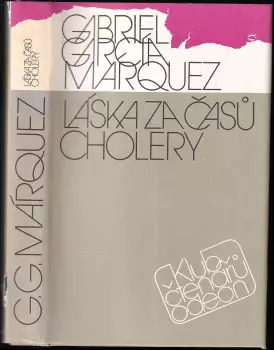 GABRIEL
GARCÍA
MÁRQUEZ
LÁSKA ZA ČASŮ
CHOLERY
Klub
čtenářů
odeon
G. G. MÁRQUEZ
LÁSKA ZA ČASŮ
CHOLERY